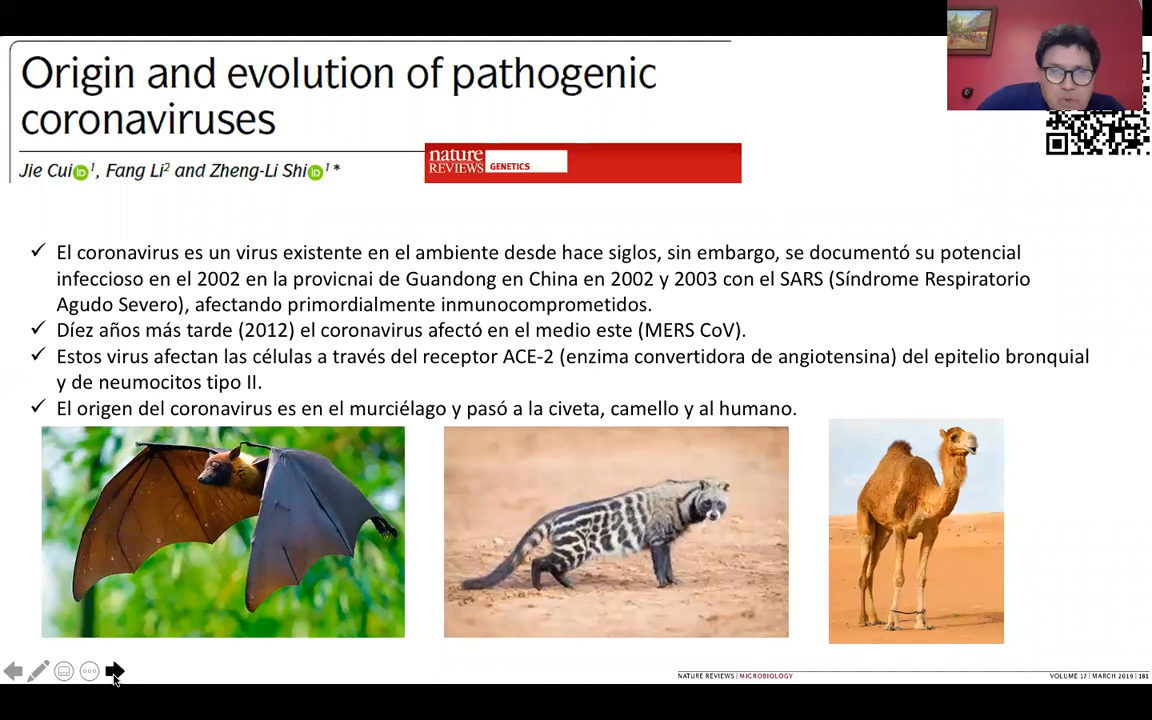 Origin and evolution of pathogenic
coronaviruses
Jie Cui iD 1, Fang Li2 and Zheng-Li Shi iD 1 *
nature
REVIEWS GENETICS
✓ El coronavirus es un virus existente en el ambiente desde hace siglos, sin embargo, se documentó su potencial
infeccioso en el 2002 en la provicnai de Guandong en China en 2002 y 2003 con el SARS (Síndrome Respiratorio
Agudo Severo), afectando primordialmente inmunocomprometidos.
✓ Díez años más tarde (2012) el coronavirus afectó en el medio este (MERS CoV).
✓ Estos virus afectan las células a través del receptor ACE-2 (enzima convertidora de angiotensina) del epitelio bronquial
y de neumocitos tipo II.
✓ El origen del coronavirus es en el murciélago y pasó a la civeta, camello y al humano.
NATURE REVIEWS | MICROBIOLOGY
VOLUME 17 | MARCH 2019 | 181